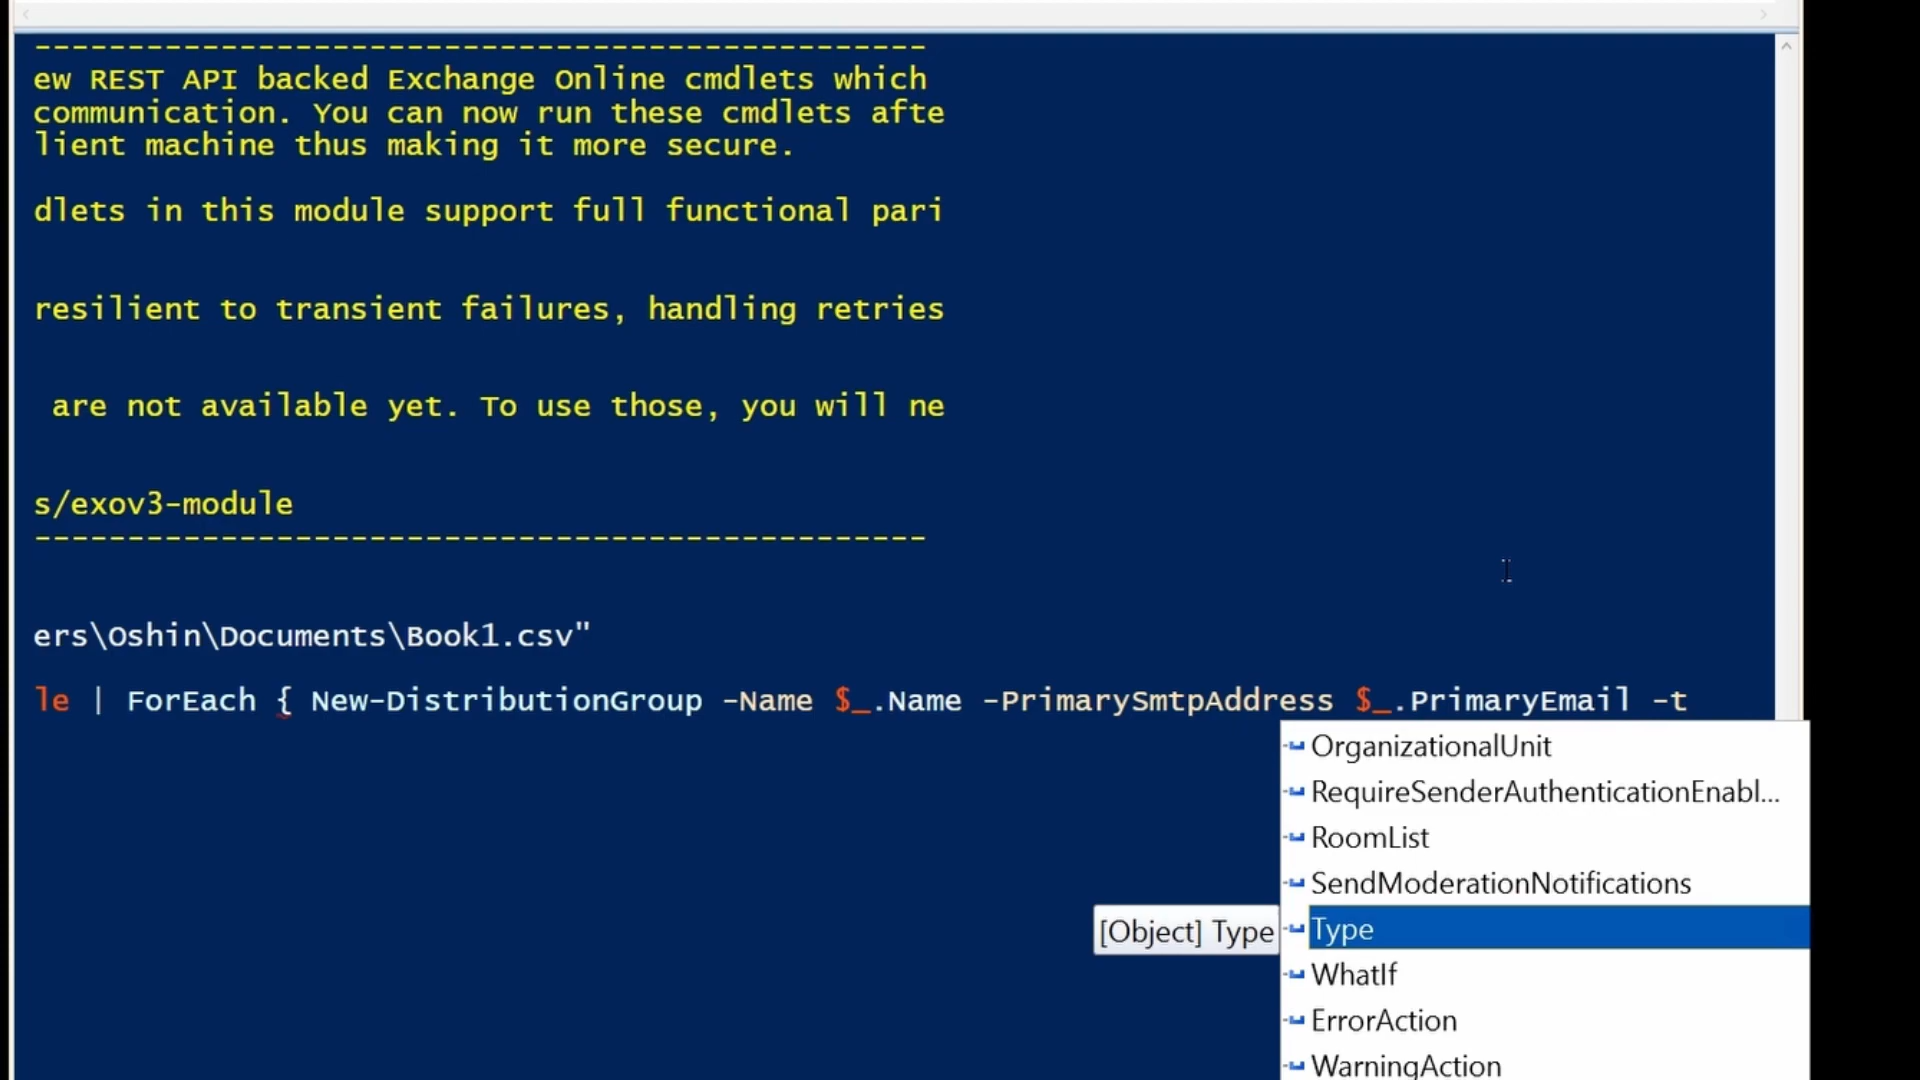 ------------------------------------------------
ew REST API backed Exchange Online cmdlets which
communication. You can now run these cmdlets afte
lient machine thus making it more secure.
dlets in this module support full functional pari
resilient to transient failures, handling retries
are not available yet. To use those, you will ne
s/exov3-module
------------------------------------------------
ers\Oshin\Documents\Book1.csv"
le | ForEach { New-DistributionGroup -Name $_.Name -PrimarySmtpAddress $_.PrimaryEmail -t
OrganizationalUnit
RequireSenderAuthenticationEnabl...
RoomList
SendModerationNotifications
[Object] Type
Type
WhatIf
ErrorAction
WarningAction